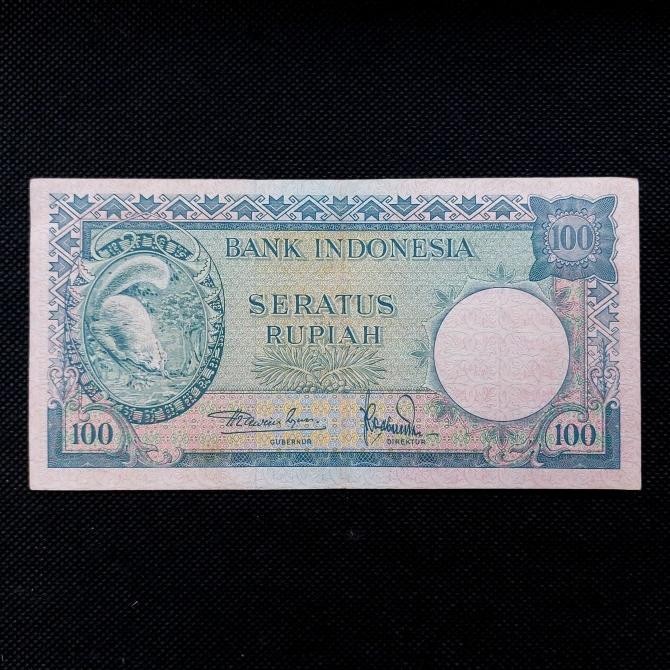 100
BANK INDONESIA
SERATUS
RUPIAH
100
GUBERNUR
DIREKTUR
100